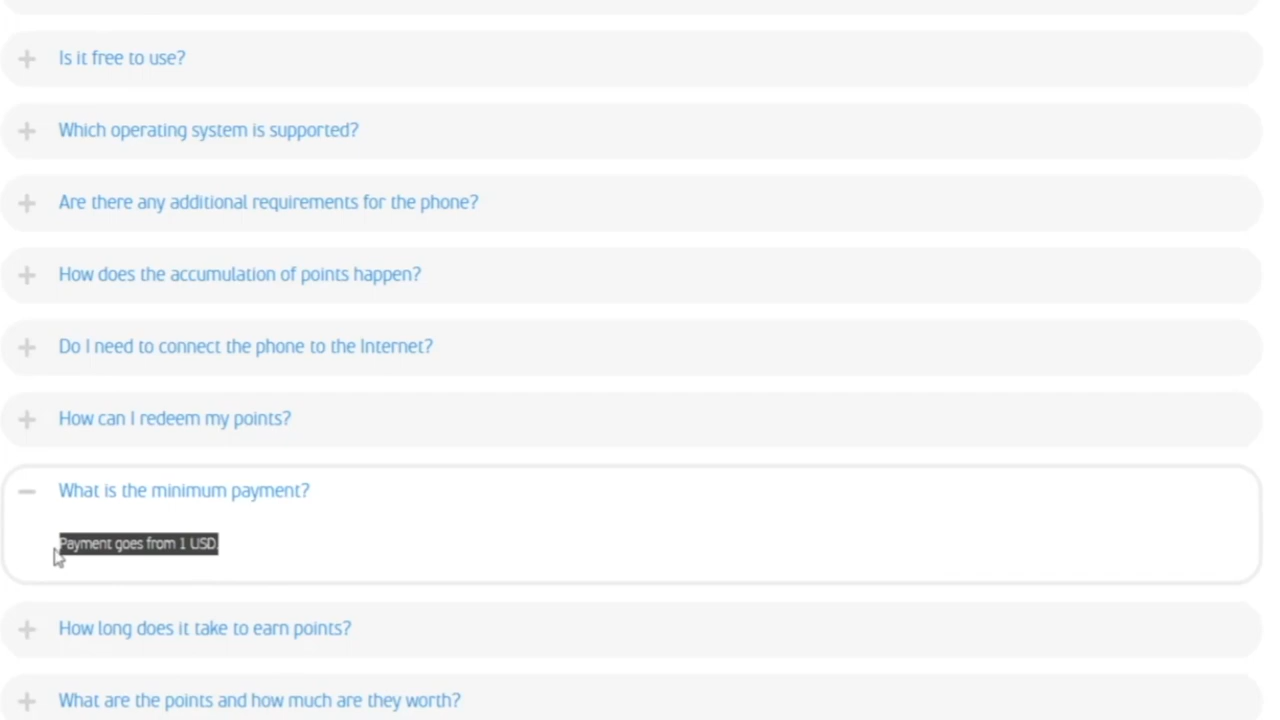 Is it free to use?
Which operating system is supported?
Are there any additional requirements for the phone?
How does the accumulation of points happen?
Do I need to connect the phone to the Internet?
How can I redeem my points?
What is the minimum payment?
Payment goes from 1 USD.
How long does it take to earn points?
What are the points and how much are they worth?